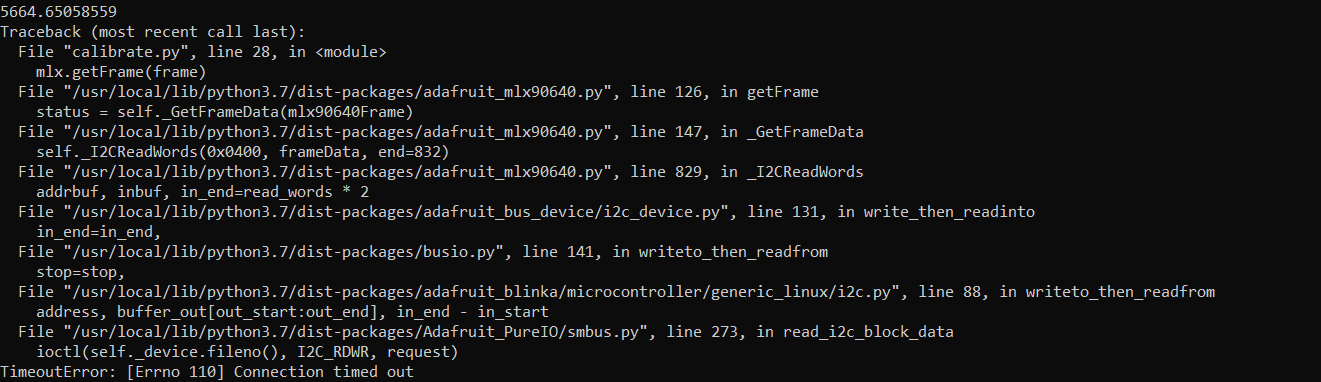 5664.65058559
Traceback (most recent call last):
  File "calibrate.py", line 28, in <module>
    mlx.getFrame(frame)
  File "/usr/local/lib/python3.7/dist-packages/adafruit_mlx90640.py", line 126, in getFrame
    status = self._GetFrameData(mlx90640Frame)
  File "/usr/local/lib/python3.7/dist-packages/adafruit_mlx90640.py", line 147, in _GetFrameData
    self._I2CReadWords(0x0400, frameData, end=832)
  File "/usr/local/lib/python3.7/dist-packages/adafruit_mlx90640.py", line 829, in _I2CReadWords
    addrbuf, inbuf, in_end=read_words * 2
  File "/usr/local/lib/python3.7/dist-packages/adafruit_bus_device/i2c_device.py", line 131, in write_then_readinto
    in_end=in_end,
  File "/usr/local/lib/python3.7/dist-packages/busio.py", line 141, in writeto_then_readfrom
    stop=stop,
  File "/usr/local/lib/python3.7/dist-packages/adafruit_blinka/microcontroller/generic_linux/i2c.py", line 88, in writeto_then_readfrom
    address, buffer_out[out_start:out_end], in_end - in_start
  File "/usr/local/lib/python3.7/dist-packages/Adafruit_PureIO/smbus.py", line 273, in read_i2c_block_data
    ioctl(self._device.fileno(), I2C_RDWR, request)
TimeoutError: [Errno 110] Connection timed out